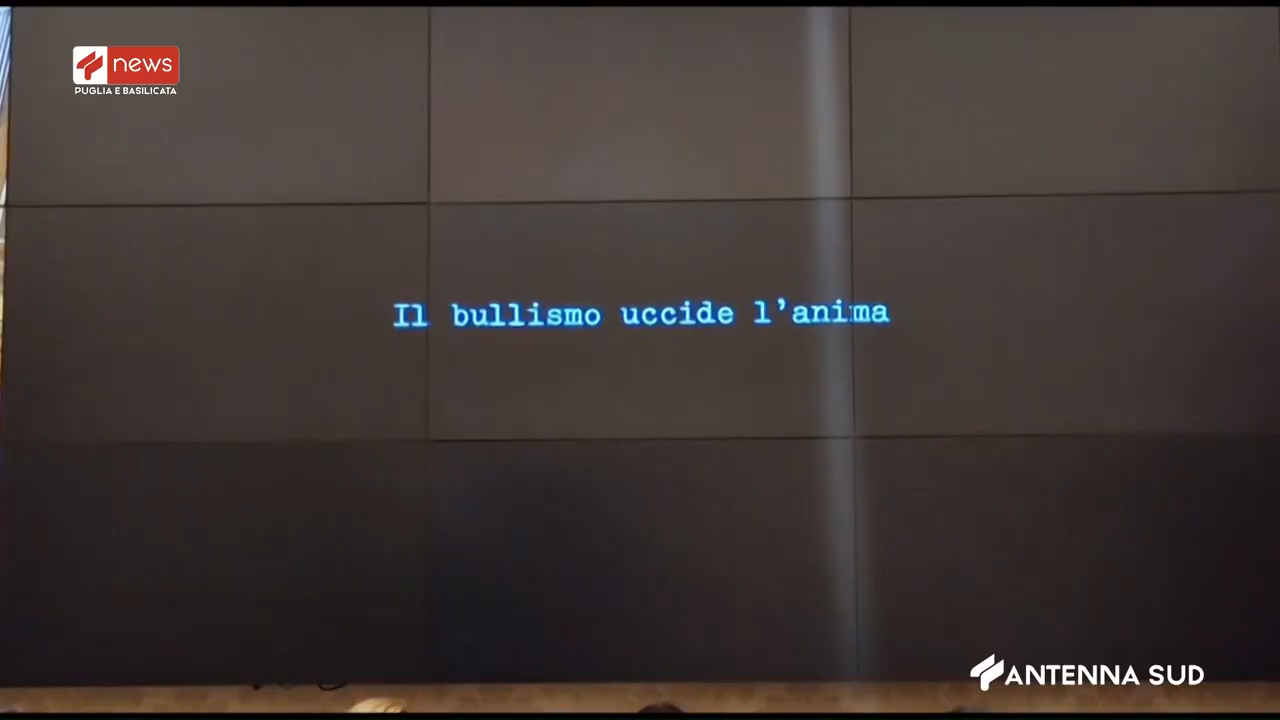 news
PUGLIA E BASILICATA
Il bullismo uccide l'anima
ANTENNA SUD